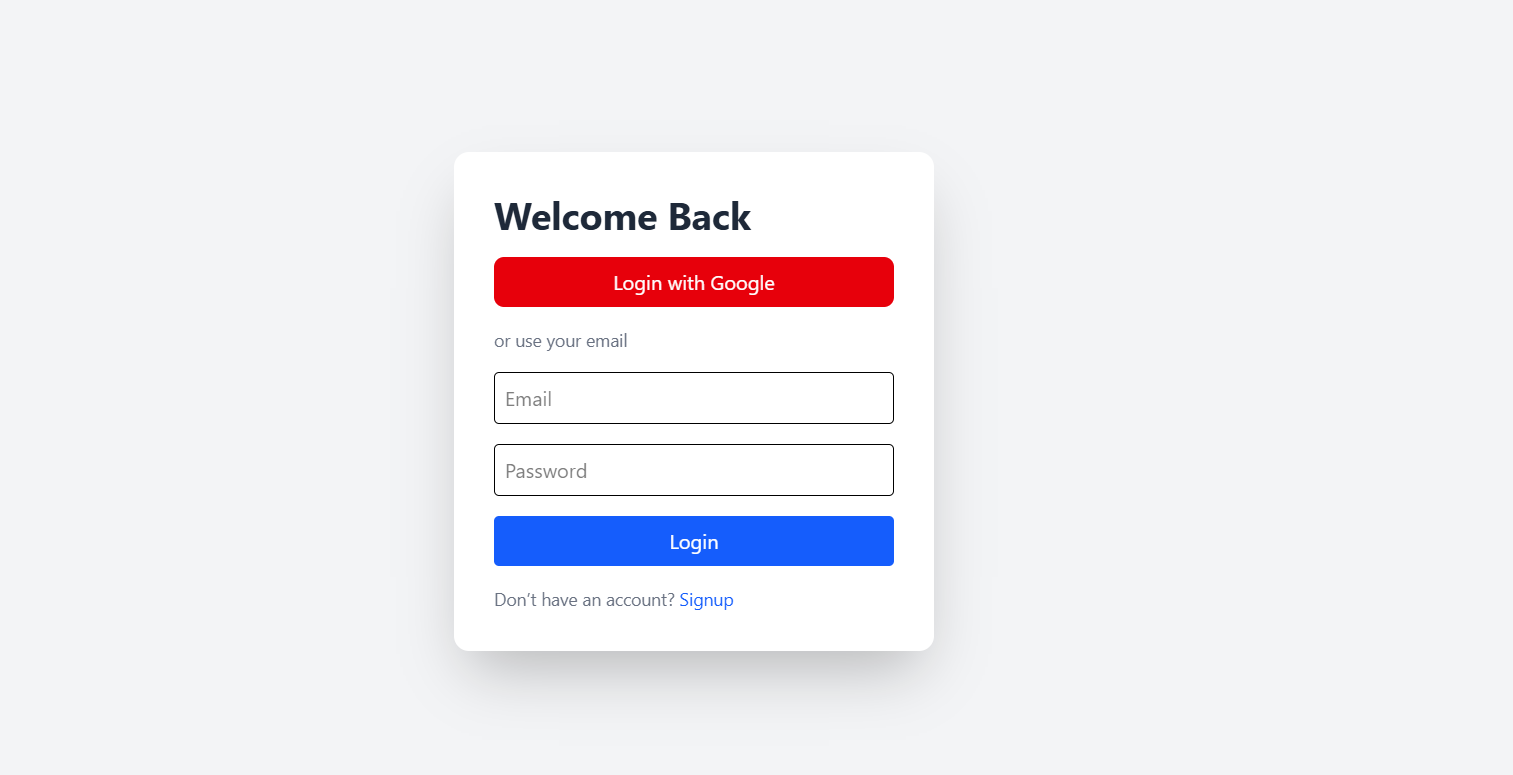 Welcome Back
Login with Google
or use your email
Email
Password
Login
Don’t have an account? Signup